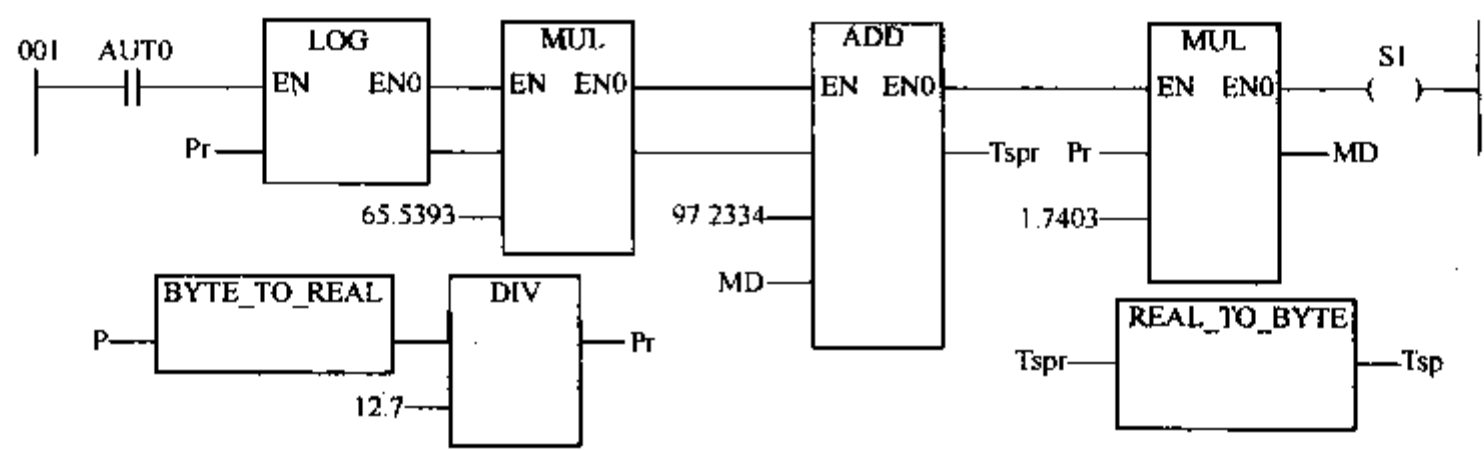 001 AUT0 LOG MUL ADD MUL S1
EN EN0 EN EN0 EN EN0 EN EN0
Pr Tspr Pr MD
65.5393 97.2334 1.7403
MD
BYTE_TO_REAL DIV REAL_TO_BYTE
P Pr Tspr Tsp
12.7